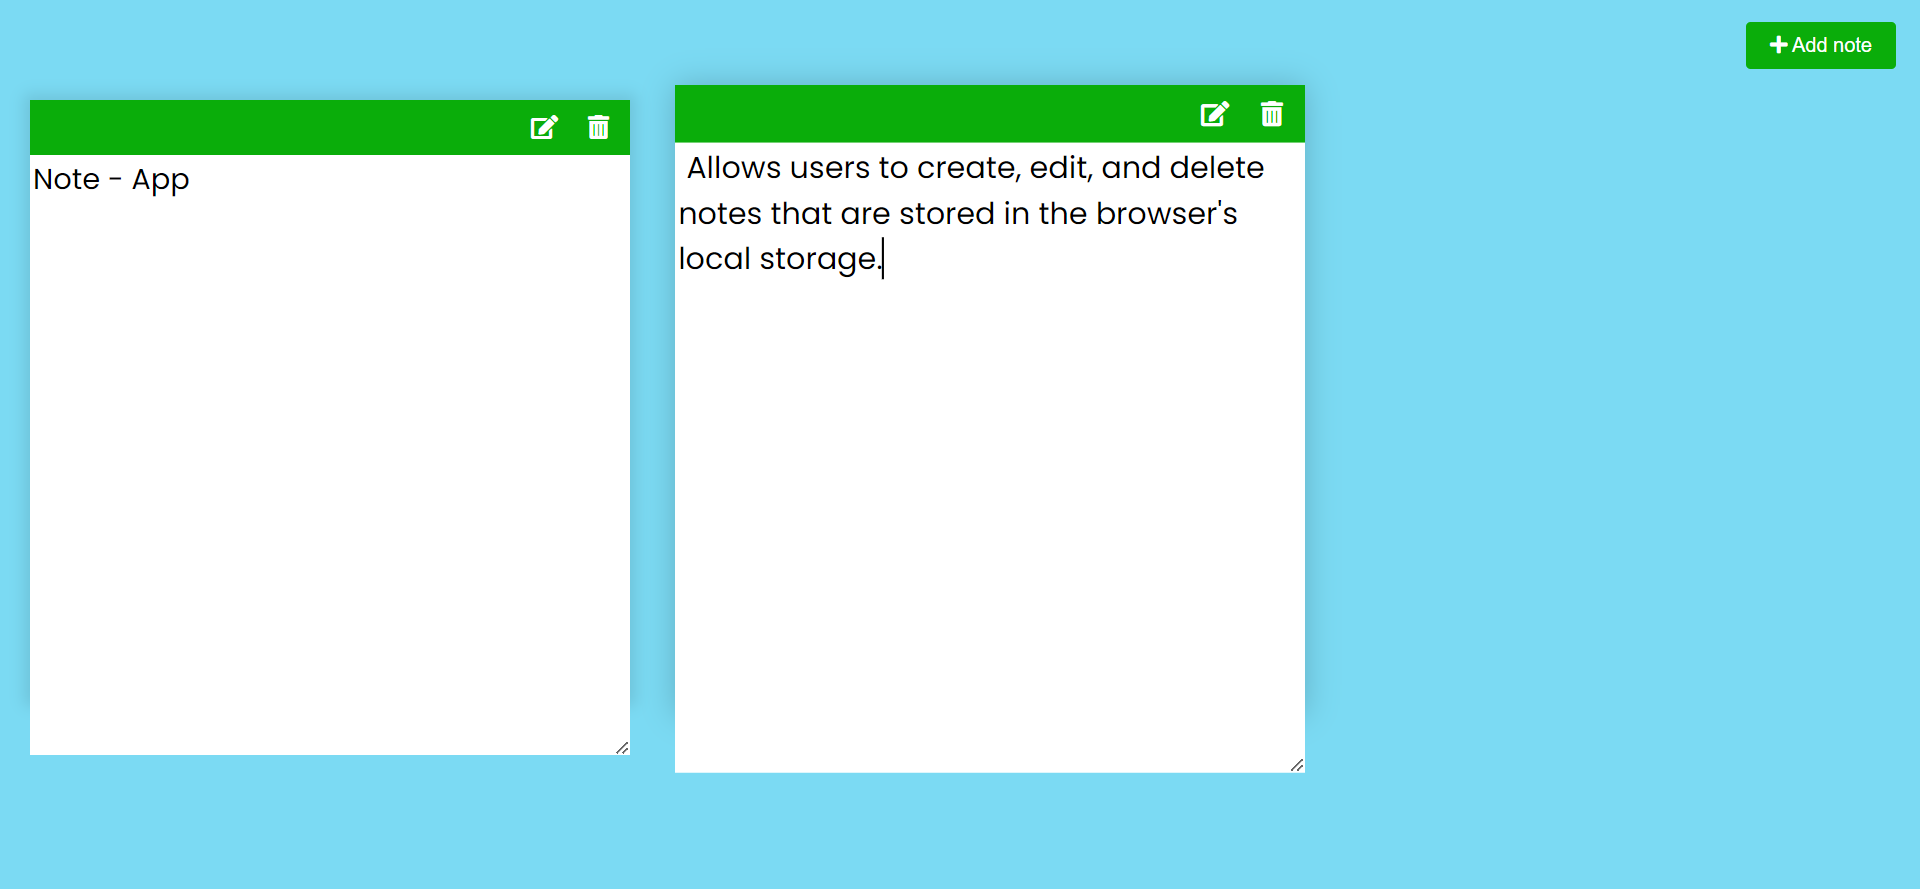 Add note
Note - App
Allows users to create, edit, and delete
notes that are stored in the browser's
local storage.